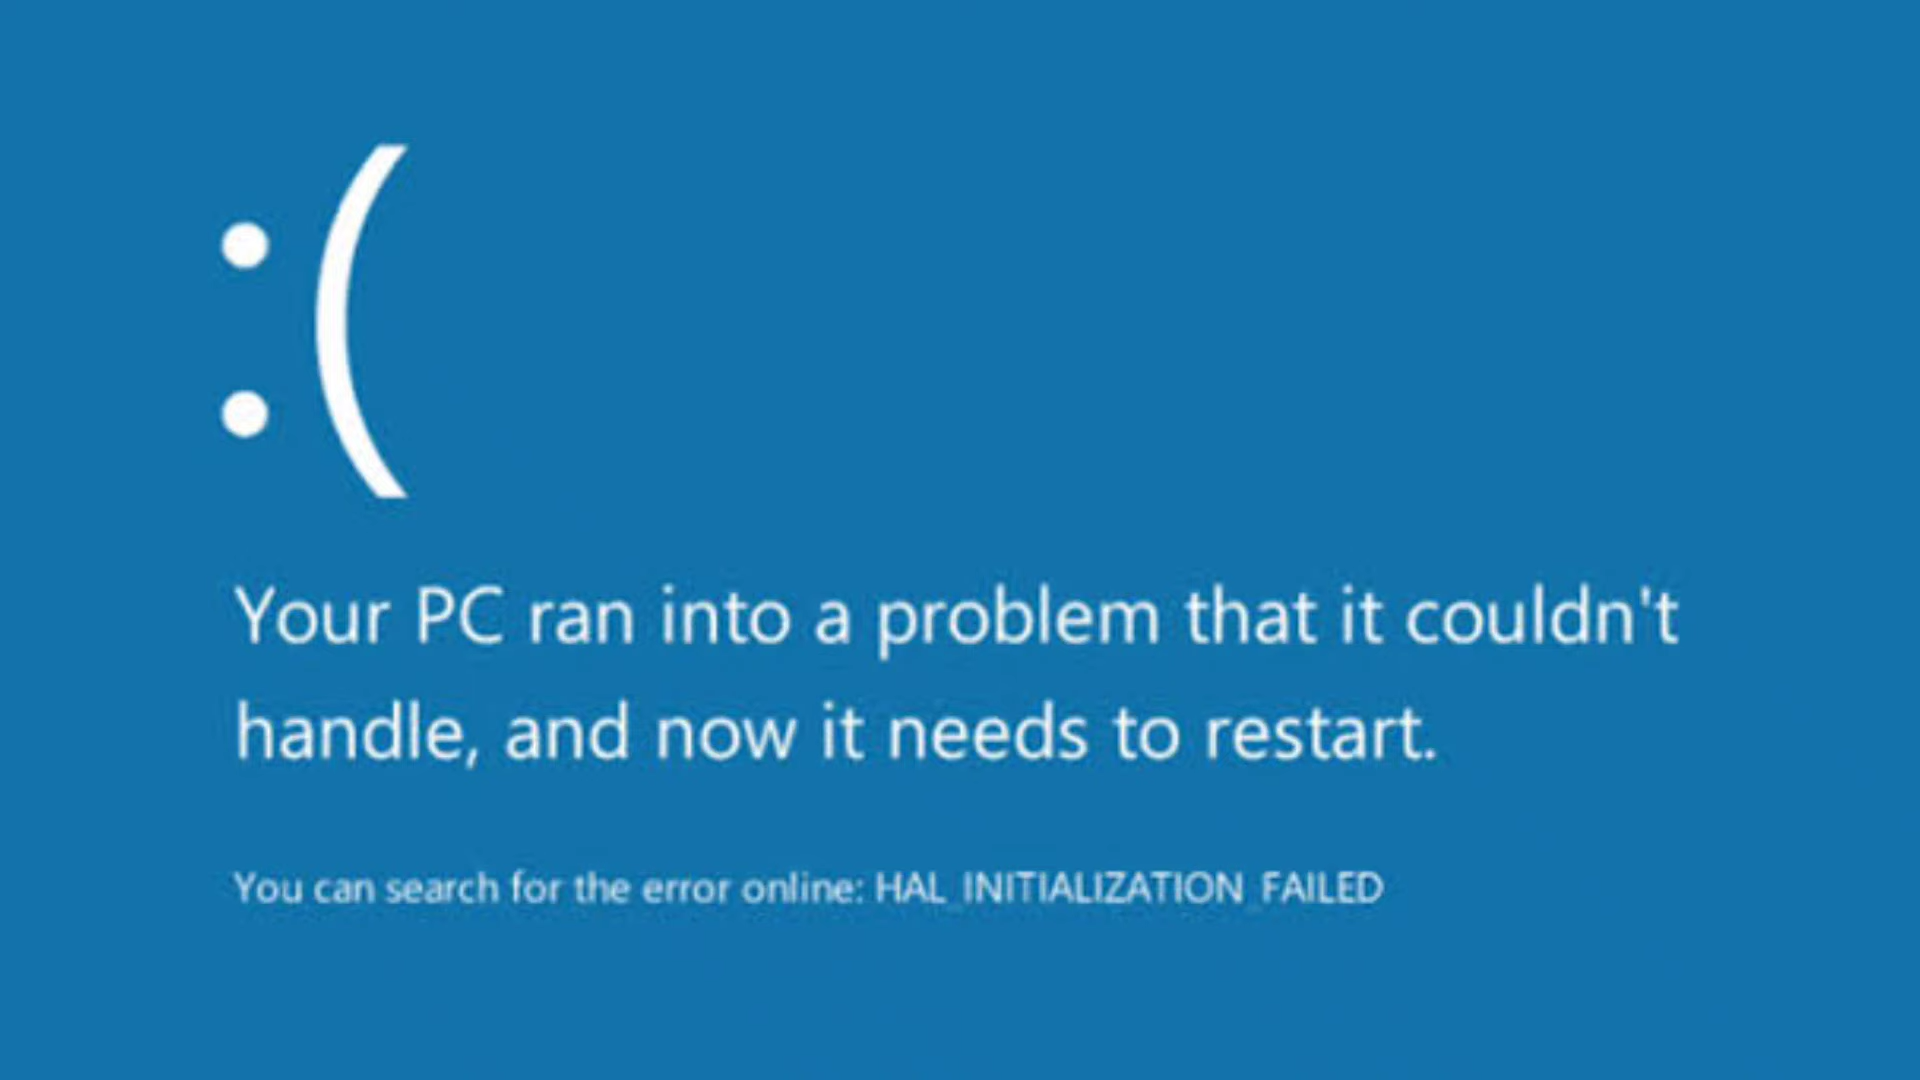 :(
Your PC ran into a problem that it couldn't
handle, and now it needs to restart.
You can search for the error online: HAL_INITIALIZATION_FAILED